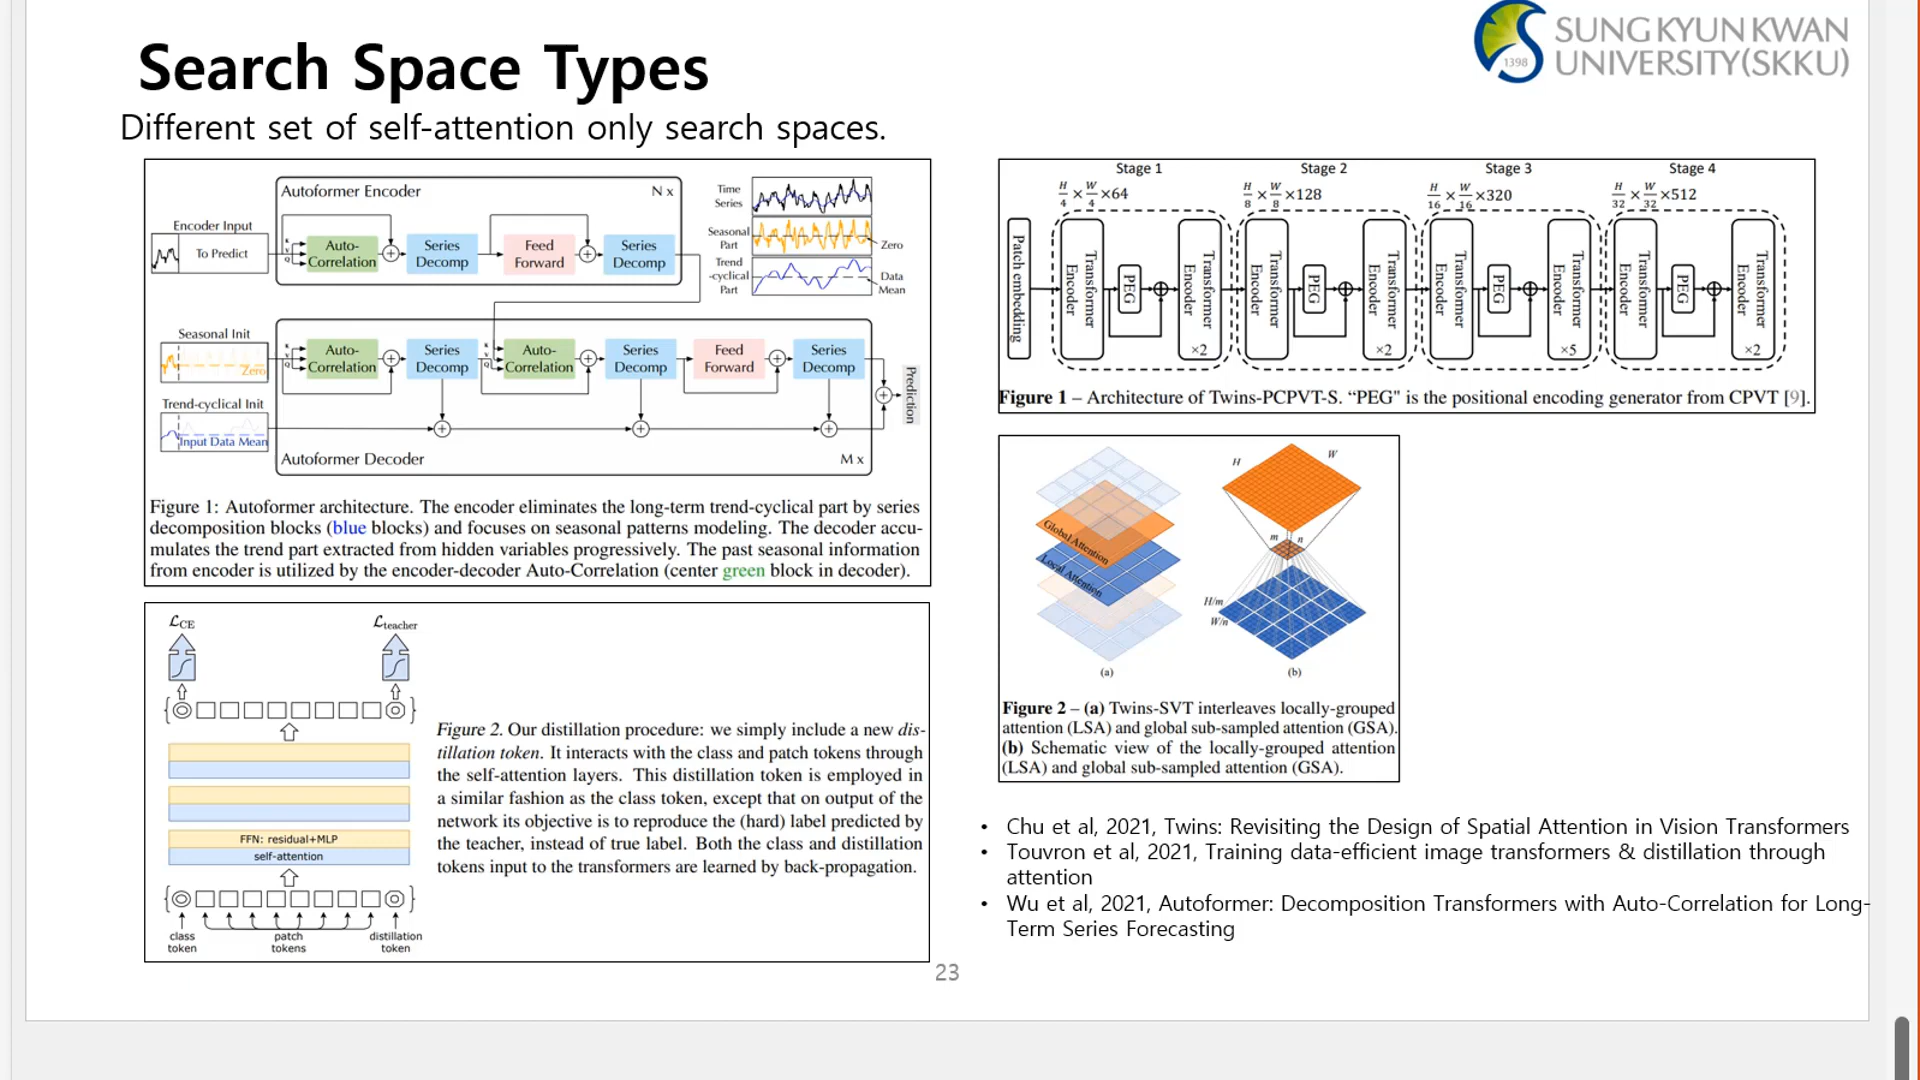 SUNG KYUN KWAN
UNIVERSITY(SKKU)
1398
Search Space Types
Different set of self-attention only search spaces.
Autoformer Encoder
N x
Encoder Input
To Predict
K
V
Q
Auto-
Correlation
Series
Decomp
Feed
Forward
Series
Decomp
Time
Series
Seasonal
Part
Zero
Trend
-cyclical
Part
Data
Mean
Seasonal Init
Zero
K
V
Q
Auto-
Correlation
Series
Decomp
K
V
Q
Auto-
Correlation
Series
Decomp
Feed
Forward
Series
Decomp
Prediction
Trend-cyclical Init
Input Data Mean
Autoformer Decoder
M x
Figure 1: Autoformer architecture. The encoder eliminates the long-term trend-cyclical part by series
decomposition blocks (blue blocks) and focuses on seasonal patterns modeling. The decoder accu-
mulates the trend part extracted from hidden variables progressively. The past seasonal information
from encoder is utilized by the encoder-decoder Auto-Correlation (center green block in decoder).
ℒCE
ℒteacher
FFN: residual+MLP
self-attention
class
token
patch
tokens
distillation
token
Figure 2. Our distillation procedure: we simply include a new dis-
tillation token. It interacts with the class and patch tokens through
the self-attention layers. This distillation token is employed in
a similar fashion as the class token, except that on output of the
network its objective is to reproduce the (hard) label predicted by
the teacher, instead of true label. Both the class and distillation
tokens input to the transformers are learned by back-propagation.
Stage 1
Stage 2
Stage 3
Stage 4
H/4 × W/4 ×64
H/8 × W/8 ×128
H/16 × W/16 ×320
H/32 × W/32 ×512
Patch embedding
Transformer
Encoder
PEG
Transformer
Encoder
×2
Transformer
Encoder
PEG
Transformer
Encoder
×2
Transformer
Encoder
PEG
Transformer
Encoder
×5
Transformer
Encoder
PEG
Transformer
Encoder
×2
Figure 1 – Architecture of Twins-PCPVT-S. “PEG” is the positional encoding generator from CPVT [9].
Global Attention
Local Attention
(a)
H
W
m
n
H/m
W/n
(b)
Figure 2 – (a) Twins-SVT interleaves locally-grouped
attention (LSA) and global sub-sampled attention (GSA).
(b) Schematic view of the locally-grouped attention
(LSA) and global sub-sampled attention (GSA).
• Chu et al, 2021, Twins: Revisiting the Design of Spatial Attention in Vision Transformers
• Touvron et al, 2021, Training data-efficient image transformers & distillation through
attention
• Wu et al, 2021, Autoformer: Decomposition Transformers with Auto-Correlation for Long-
Term Series Forecasting
23